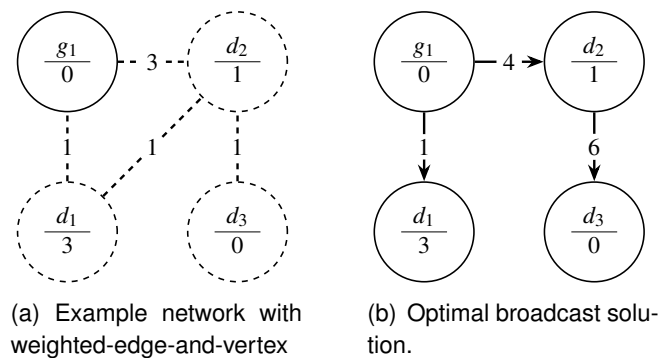 g1
0
3
d2
1
1
1
1
d1
3
d3
0
(a) Example network with
weighted-edge-and-vertex
g1
0
4
d2
1
1
6
d1
3
d3
0
(b) Optimal broadcast solu-
tion.